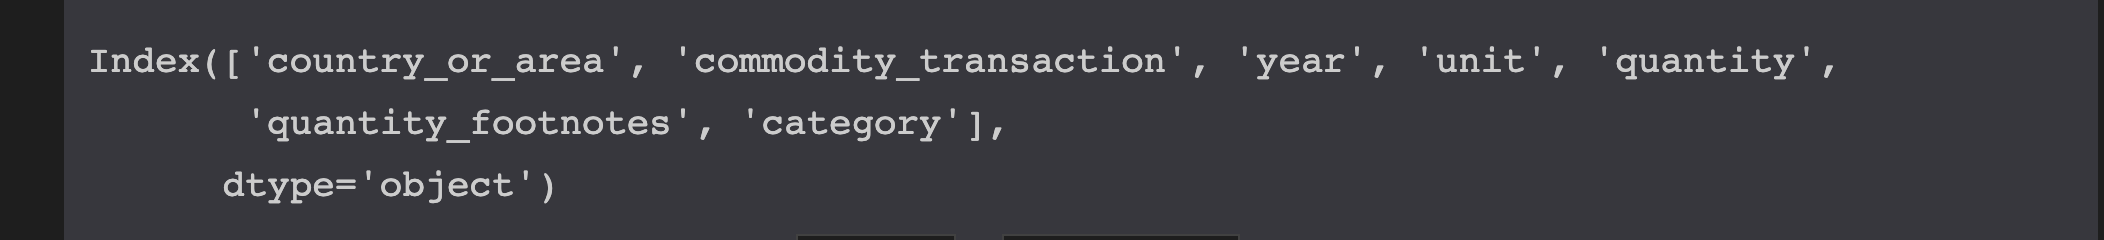 Index(['country_or_area', 'commodity_transaction', 'year', 'unit', 'quantity',
'quantity_footnotes', 'category'],
dtype='object')